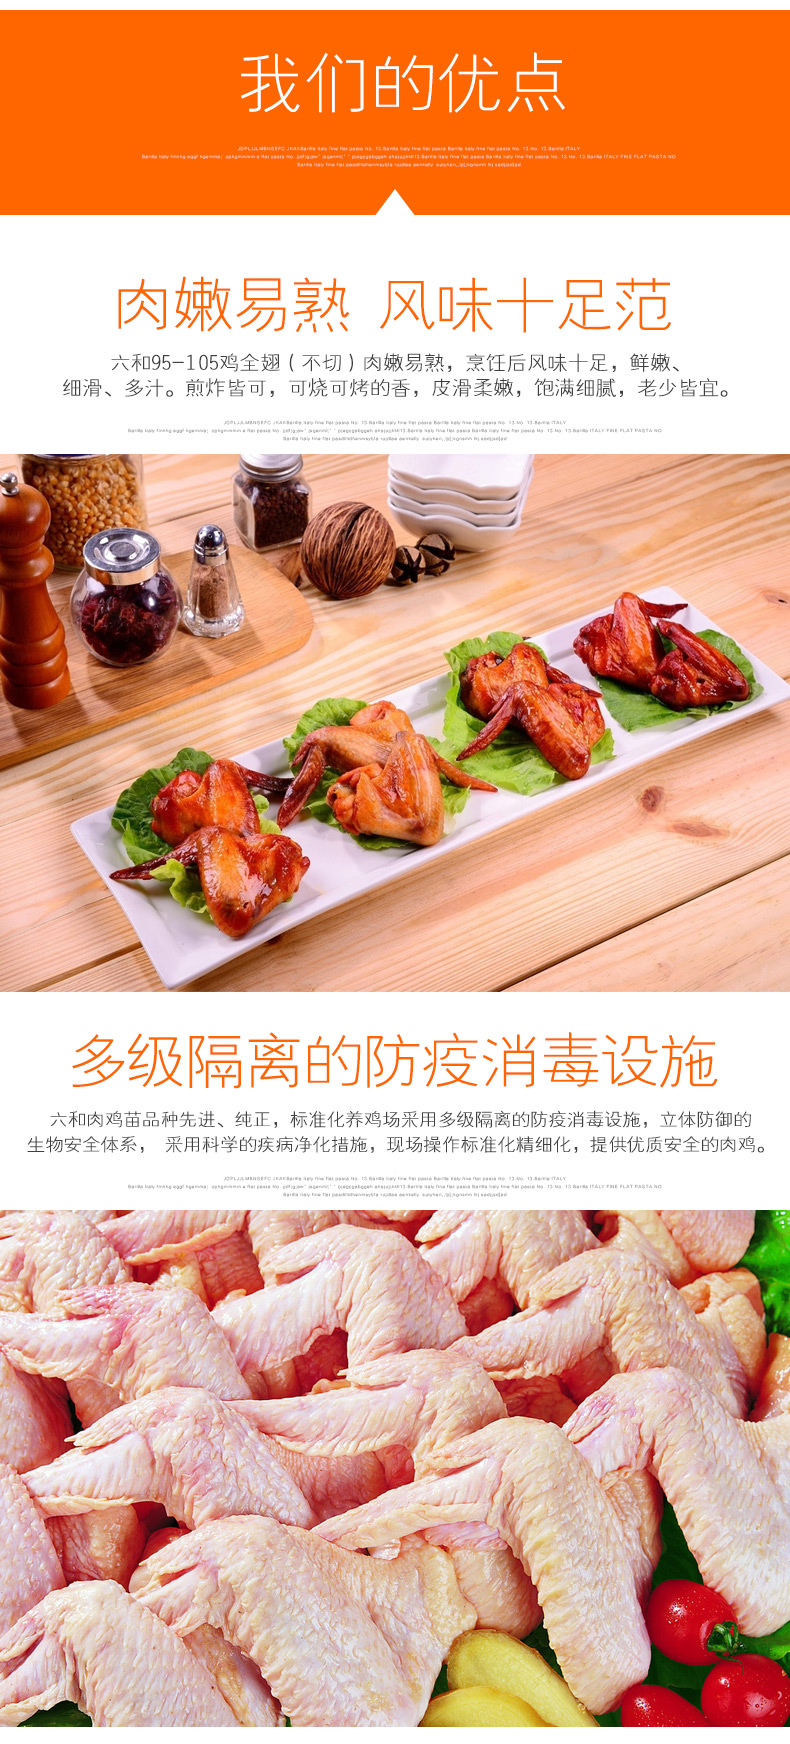 我们的优点
肉嫩易熟 风味十足范
六和95-105鸡全翅（不切）肉嫩易熟，烹饪后风味十足，鲜嫩、
细滑、多汁。煎炸皆可，可烧可烤的香，皮滑柔嫩，饱满细腻，老少皆宜。
多级隔离的防疫消毒设施
六和肉鸡苗品种先进、纯正，标准化养鸡场采用多级隔离的防疫消毒设施，立体防御的
生物安全体系， 采用科学的疾病净化措施，现场操作标准化精细化，提供优质安全的肉鸡。